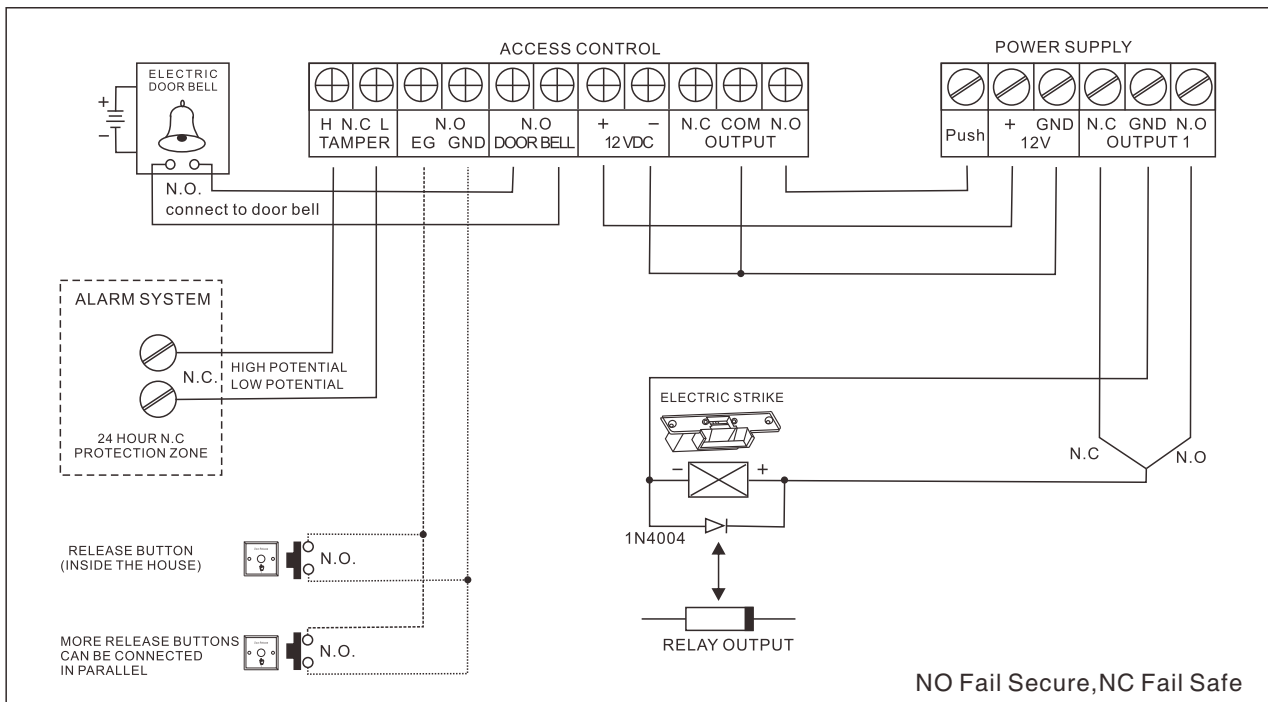 ACCESS CONTROL
POWER SUPPLY
ELECTRIC
DOOR BELL
+
−
N.O.
connect to door bell
H N.C L
TAMPER
N.O
EG GND
N.O
DOOR BELL
+ −
12 VDC
N.C COM N.O
OUTPUT
Push
+ GND
12V
N.C GND N.O
OUTPUT 1
ALARM SYSTEM
N.C.
HIGH POTENTIAL
LOW POTENTIAL
24 HOUR N.C
PROTECTION ZONE
ELECTRIC STRIKE
− +
N.C
N.O
1N4004
RELAY OUTPUT
RELEASE BUTTON
(INSIDE THE HOUSE)
N.O.
MORE RELEASE BUTTONS
CAN BE CONNECTED
IN PARALLEL
N.O.
NO Fail Secure,NC Fail Safe